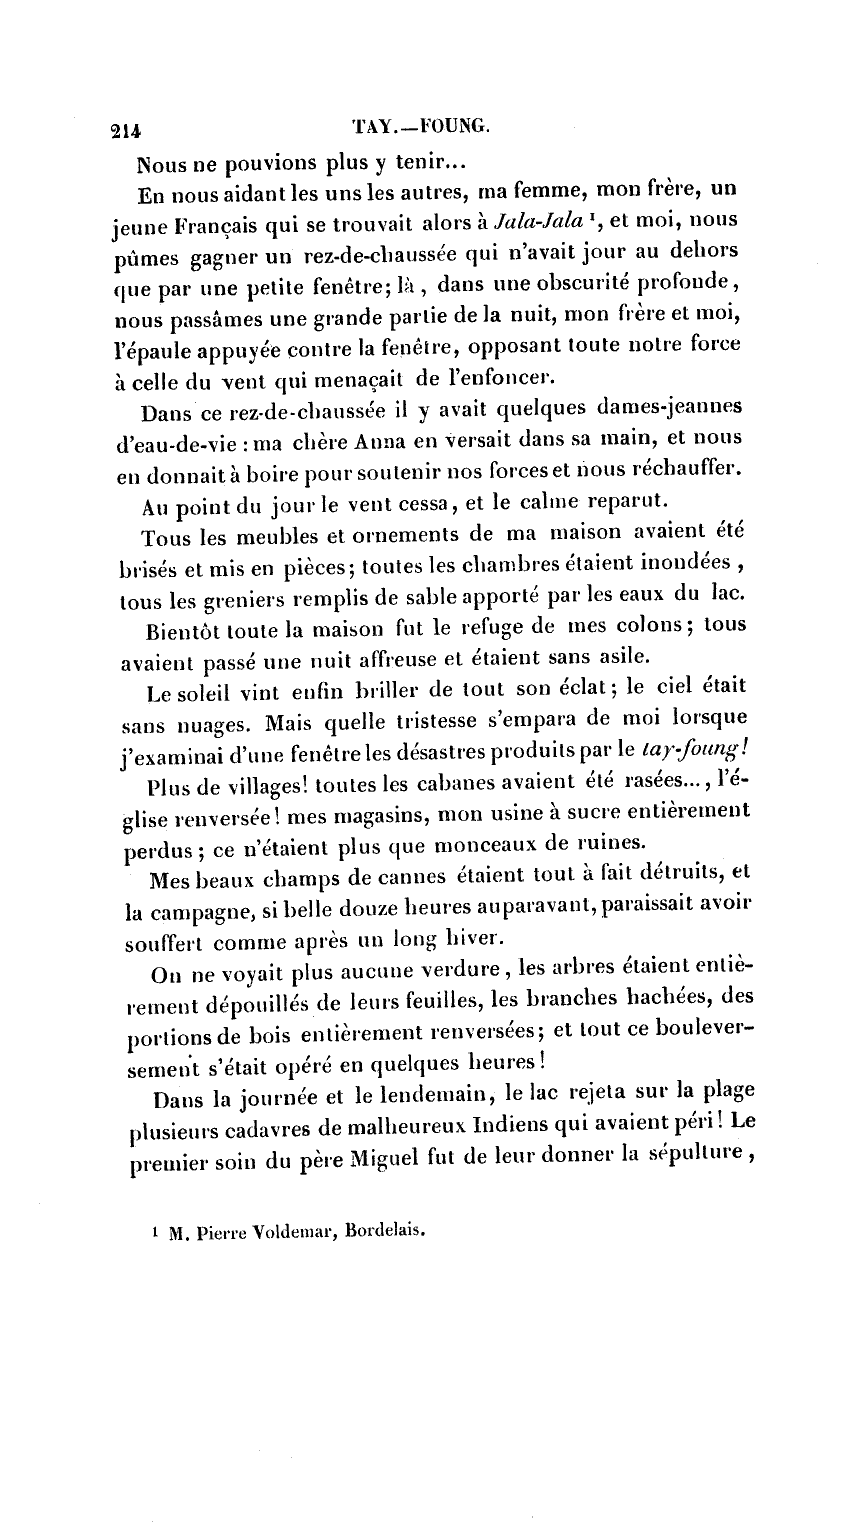 214 TAY.—FOUNG.
Nous ne pouvions plus y tenir...
En nous aidant les uns les autres, ma femme, mon frère, un
jeune Français qui se trouvait alors à Jala-Jala ¹, et moi, nous
pûmes gagner un rez-de-chaussée qui n'avait jour au dehors
que par une petite fenêtre; là, dans une obscurité profonde,
nous passâmes une grande partie de la nuit, mon frère et moi,
l'épaule appuyée contre la fenêtre, opposant toute notre force
à celle du vent qui menaçait de l'enfoncer.
Dans ce rez-de-chaussée il y avait quelques dames-jeannes
d'eau-de-vie : ma chère Anna en versait dans sa main, et nous
en donnait à boire pour soutenir nos forces et nous réchauffer.
Au point du jour le vent cessa, et le calme reparut.
Tous les meubles et ornements de ma maison avaient été
brisés et mis en pièces; toutes les chambres étaient inondées ,
tous les greniers remplis de sable apporté par les eaux du lac.
Bientôt toute la maison fut le refuge de mes colons; tous
avaient passé une nuit affreuse et étaient sans asile.
Le soleil vint enfin briller de tout son éclat; le ciel était
sans nuages. Mais quelle tristesse s'empara de moi lorsque
j'examinai d'une fenêtre les désastres produits par le tay-foung!
Plus de villages! toutes les cabanes avaient été rasées..., l'é-
glise renversée! mes magasins, mon usine à sucre entièrement
perdus ; ce n'étaient plus que monceaux de ruines.
Mes beaux champs de cannes étaient tout à fait détruits, et
la campagne, si belle douze heures auparavant, paraissait avoir
souffert comme après un long hiver.
On ne voyait plus aucune verdure, les arbres étaient entiè-
rement dépouillés de leurs feuilles, les branches hachées, des
portions de bois entièrement renversées; et tout ce boulever-
sement s'était opéré en quelques heures!
Dans la journée et le lendemain, le lac rejeta sur la plage
plusieurs cadavres de malheureux Indiens qui avaient péri! Le
premier soin du père Miguel fut de leur donner la sépulture ,
¹ M. Pierre Voldemar, Bordelais.